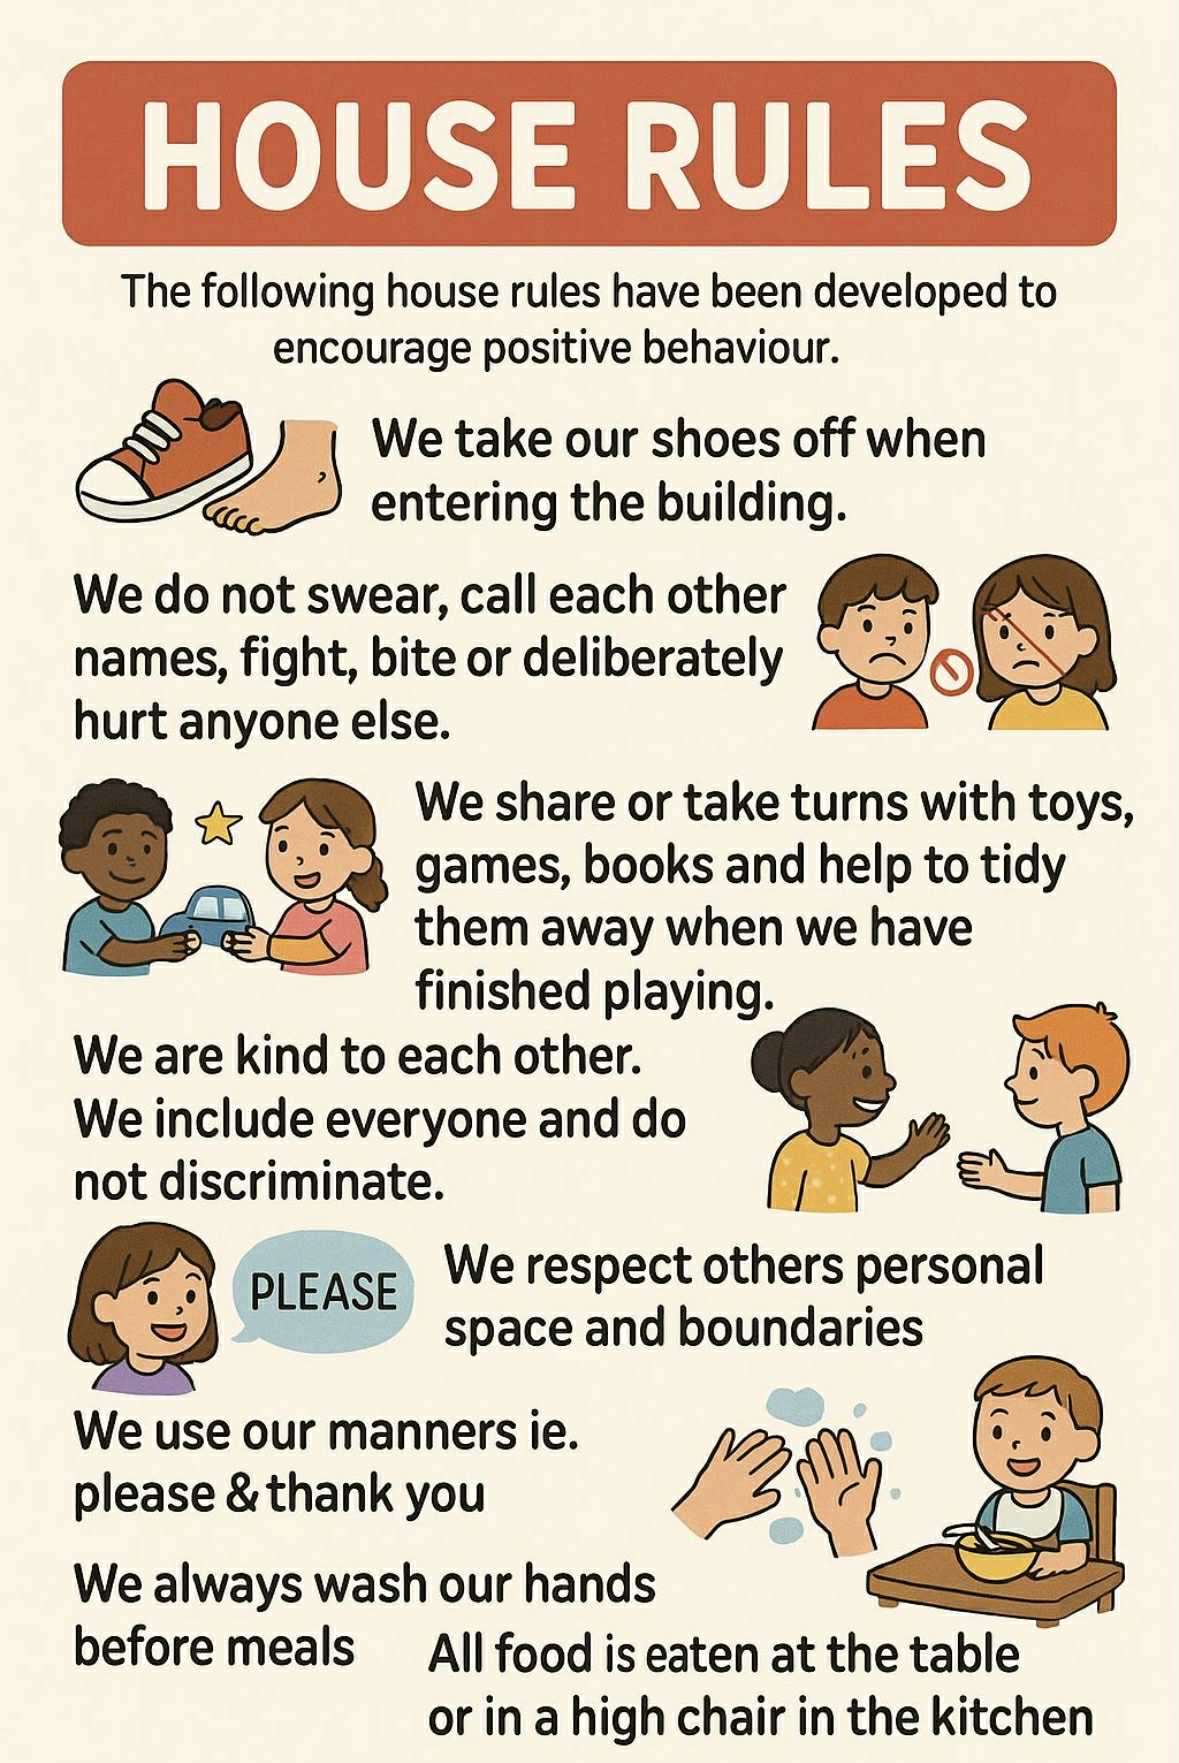 HOUSE RULES
The following house rules have been developed to
encourage positive behaviour.
We take our shoes off when
entering the building.
We do not swear, call each other
names, fight, bite or deliberately
hurt anyone else.
We share or take turns with toys,
games, books and help to tidy
them away when we have
finished playing.
We are kind to each other.
We include everyone and do
not discriminate.
PLEASE
We respect others personal
space and boundaries
We use our manners ie.
please & thank you
We always wash our hands
before meals
All food is eaten at the table
or in a high chair in the kitchen